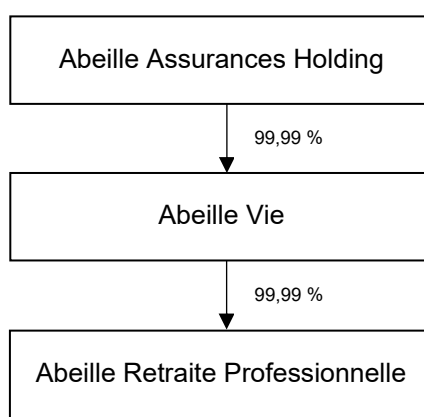 Abeille Assurances Holding
99,99 %
Abeille Vie
99,99 %
Abeille Retraite Professionnelle